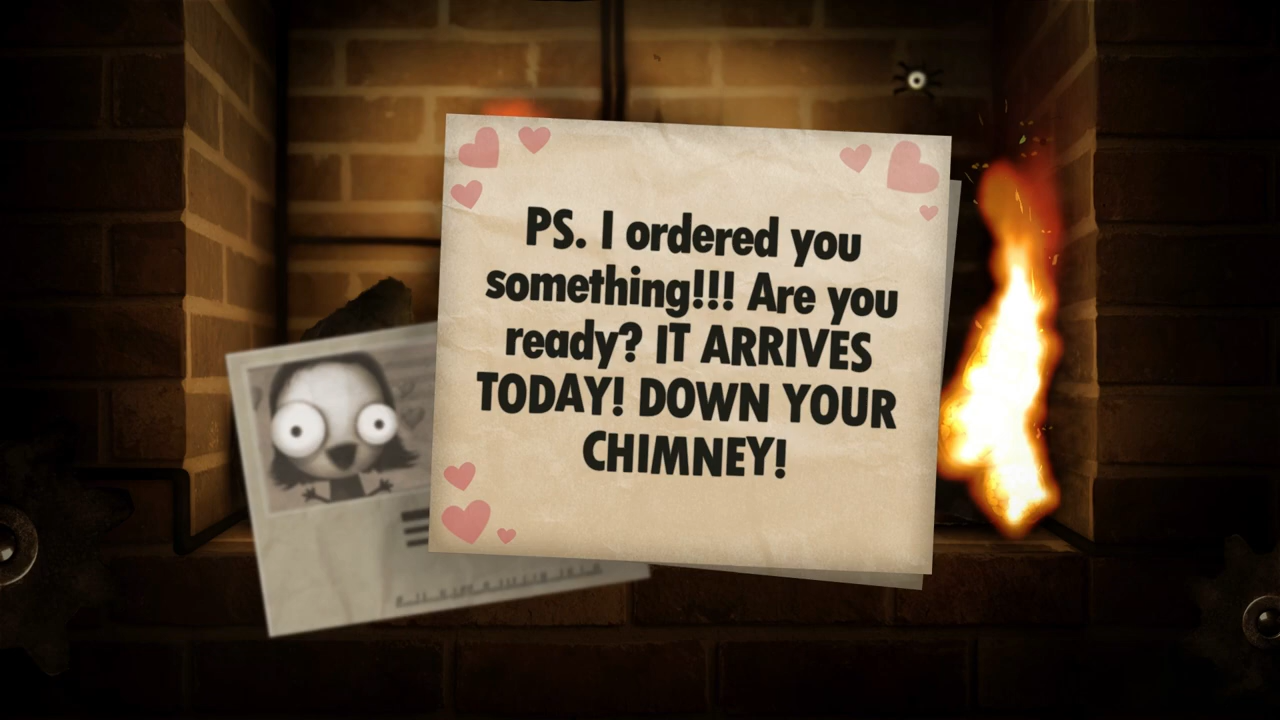 PS. I ordered you
something!!! Are you
ready? IT ARRIVES
TODAY! DOWN YOUR
CHIMNEY!